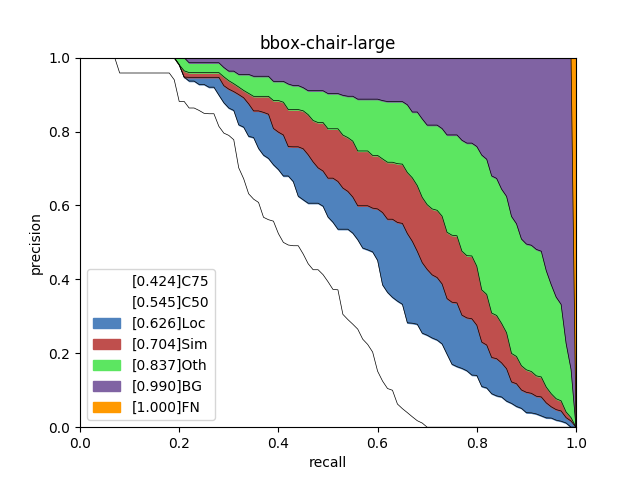 bbox-chair-large
precision
1.0
0.8
0.6
0.4
0.2
0.0
[0.424]C75
[0.545]C50
[0.626]Loc
[0.704]Sim
[0.837]Oth
[0.990]BG
[1.000]FN
0.0 0.2 0.4 0.6 0.8 1.0
recall